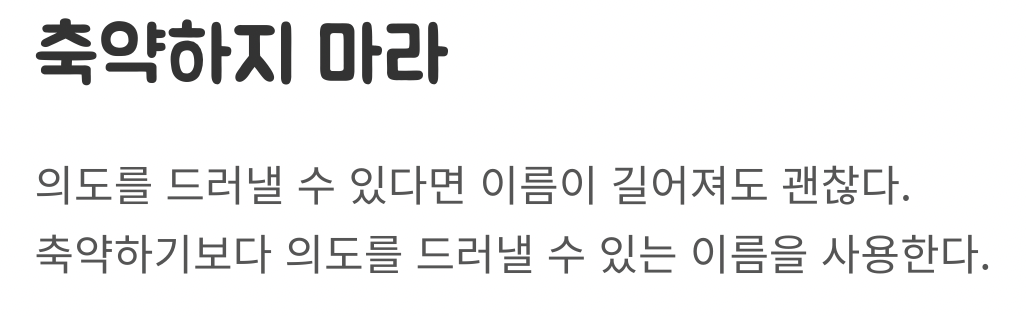 축약하지 마라
의도를 드러낼 수 있다면 이름이 길어져도 괜찮다.
축약하기보다 의도를 드러낼 수 있는 이름을 사용한다.